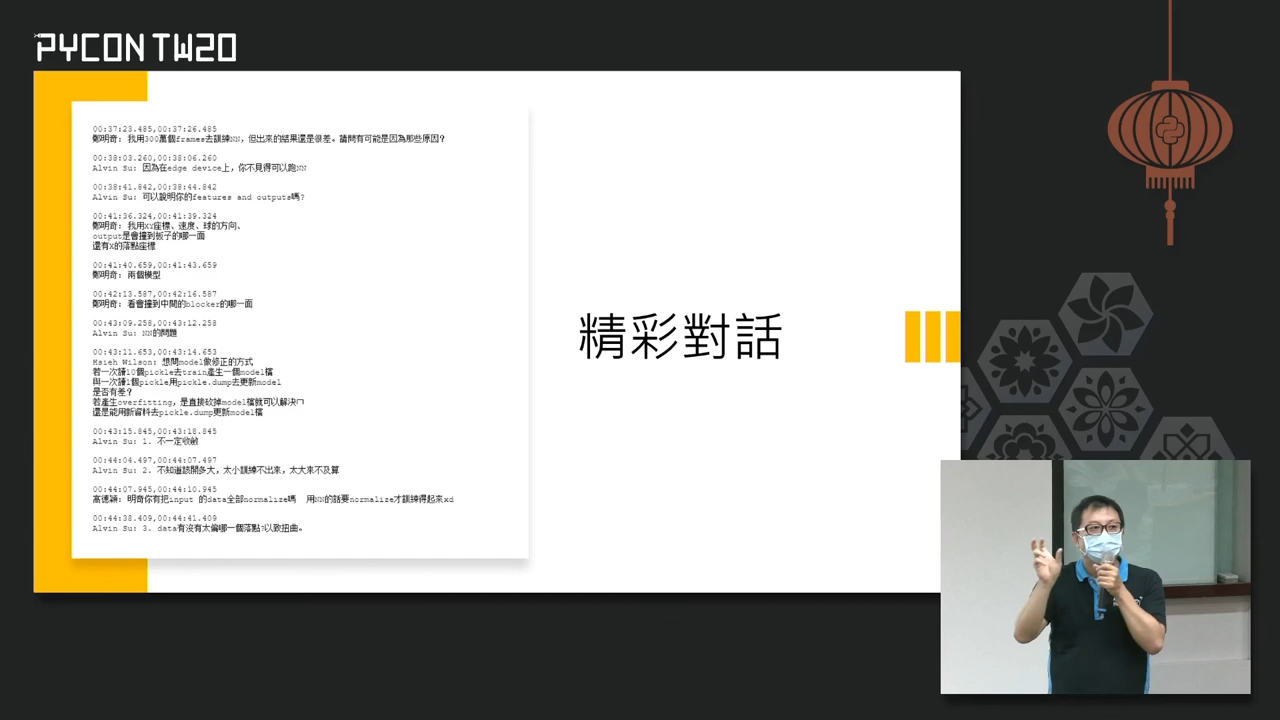 PYCON TW20
00:37:23.485,00:37:26.485
鄭明奇: 我用300萬個frames去訓練NN，但出來的結果還是很差。請問有可能是因為那些原因？
00:38:03.260,00:38:06.260
Alvin Su: 因為在edge device上，你不見得可以跑NN
00:38:41.842,00:38:44.842
Alvin Su: 可以說明你的features and outputs嗎?
00:41:36.324,00:41:39.324
鄭明奇: 我用XY座標、速度、球的方向、
output是會撞到板子的哪一面
還有X的落點座標
00:41:40.659,00:41:43.659
鄭明奇: 兩個模型
00:42:13.587,00:42:16.587
鄭明奇: 看會撞到中間的blocker的哪一面
00:43:09.258,00:43:12.258
Alvin Su: NN的問題
00:43:11.653,00:43:14.653
Hsieh Wilson: 想問model做修正的方式
若一次讀10個pickle去train產生一個model檔
與一次讀1個pickle用pickle.dump去更新model
是否有差?
若產生overfitting，是直接砍掉model檔就可以解決ㄇ
還是能用新資料去pickle.dump更新model檔
00:43:15.845,00:43:18.845
Alvin Su: 1. 不一定收斂
00:44:04.497,00:44:07.497
Alvin Su: 2. 不知道該開多大，太小訓練不出來，太大來不及算
00:44:07.945,00:44:10.945
高德穎: 明奇你有把input 的data全部normalize嗎 用NN的話要normalize才訓練得起來xd
00:44:38.409,00:44:41.409
Alvin Su: 3. data有沒有太偏哪一個落點?以致扭曲。
精彩對話